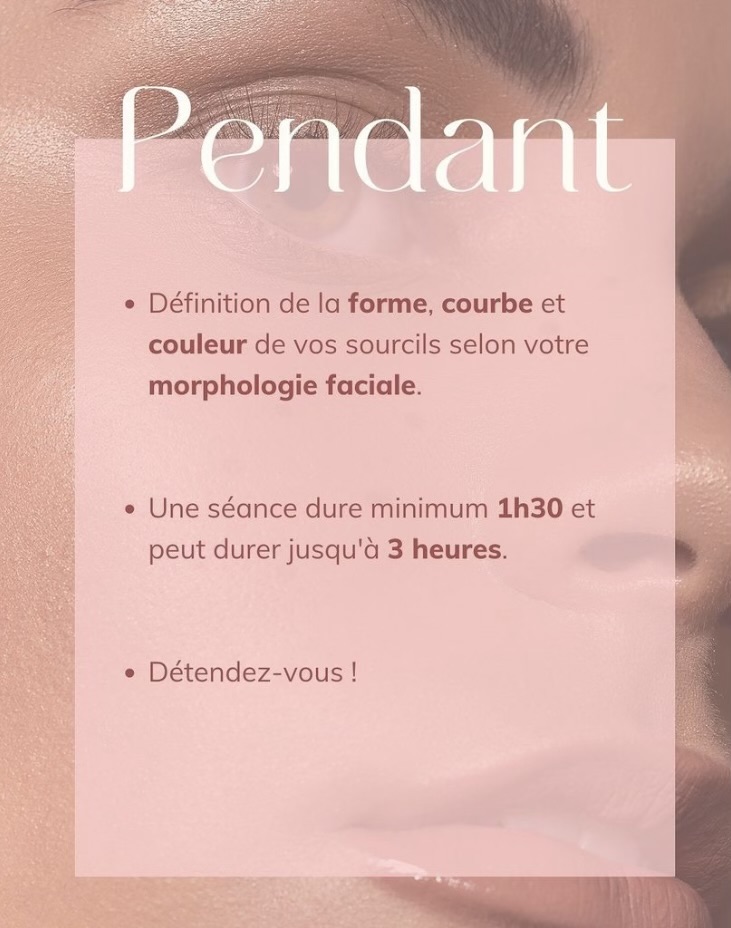 Pendant
• Définition de la forme, courbe et
couleur de vos sourcils selon votre
morphologie faciale.
• Une séance dure minimum 1h30 et
peut durer jusqu'à 3 heures.
• Détendez-vous !